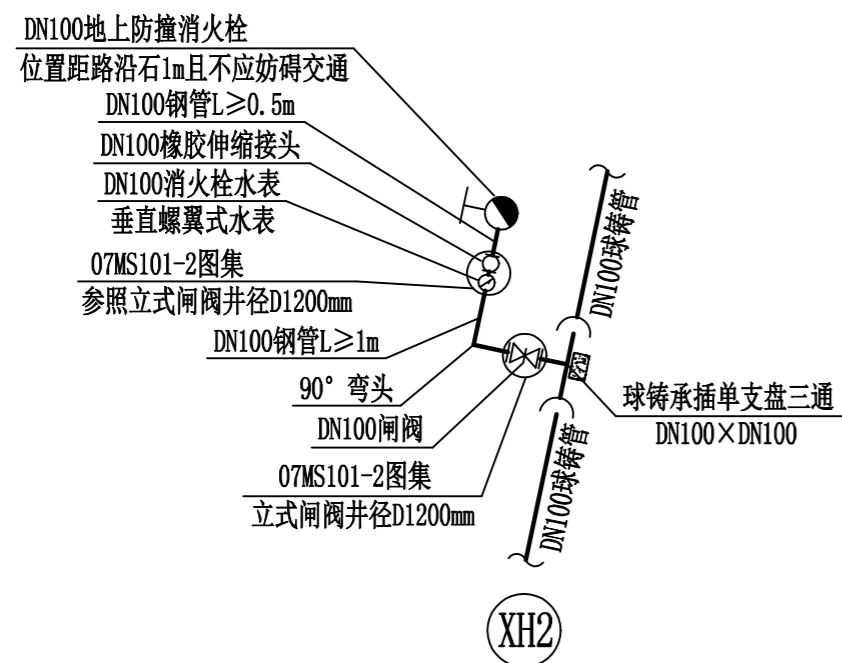 DN100地上防撞消火栓
位置距路沿石1m且不应妨碍交通
DN100钢管L≥0.5m
DN100橡胶伸缩接头
DN100消火栓水表
垂直螺翼式水表
07MS101-2图集
参照立式闸阀井径D1200mm
DN100钢管L≥1m
90°弯头
DN100闸阀
07MS101-2图集
立式闸阀井径D1200mm
DN100球铸管
球铸承插单支盘三通
DN100×DN100
DN100球铸管
XH2